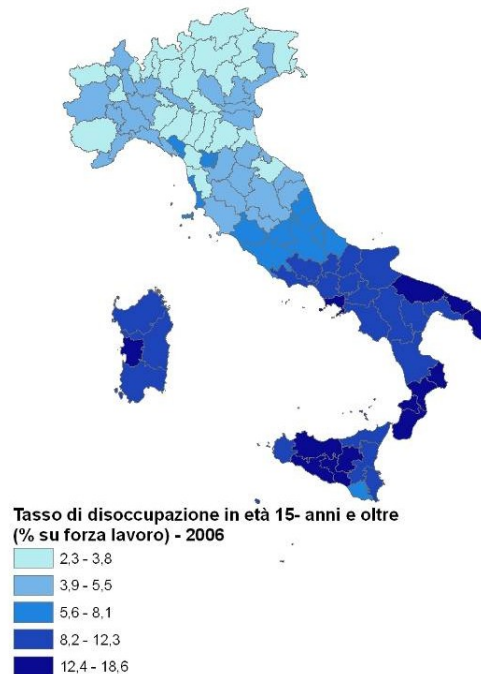 Tasso di disoccupazione in età 15- anni e oltre
(% su forza lavoro) - 2006
2,3 - 3,8
3,9 - 5,5
5,6 - 8,1
8,2 - 12,3
12,4 - 18,6